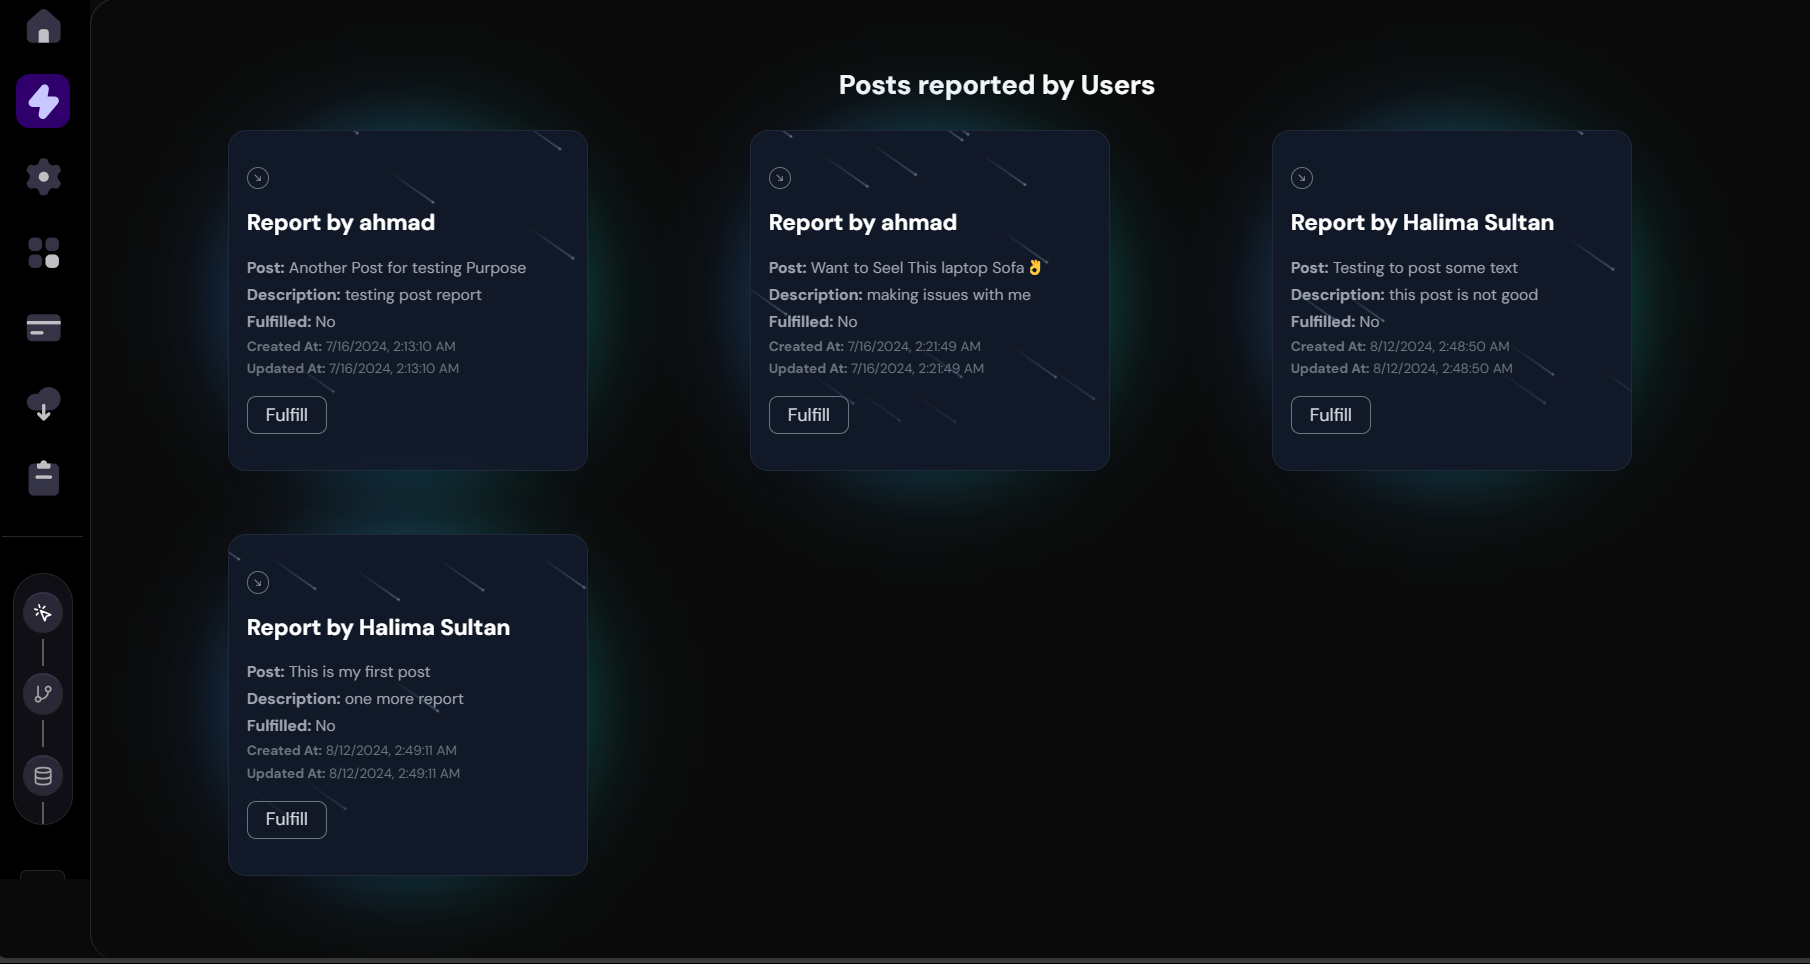 Posts reported by Users
Report by ahmad
Post: Another Post for testing Purpose
Description: testing post report
Fulfilled: No
Created At: 7/16/2024, 2:13:10 AM
Updated At: 7/16/2024, 2:13:10 AM
Fulfill
Report by ahmad
Post: Want to Seel This laptop Sofa👌
Description: making issues with me
Fulfilled: No
Created At: 7/16/2024, 2:21:49 AM
Updated At: 7/16/2024, 2:21:49 AM
Fulfill
Report by Halima Sultan
Post: Testing to post some text
Description: this post is not good
Fulfilled: No
Created At: 8/12/2024, 2:48:50 AM
Updated At: 8/12/2024, 2:48:50 AM
Fulfill
Report by Halima Sultan
Post: This is my first post
Description: one more report
Fulfilled: No
Created At: 8/12/2024, 2:49:11 AM
Updated At: 8/12/2024, 2:49:11 AM
Fulfill